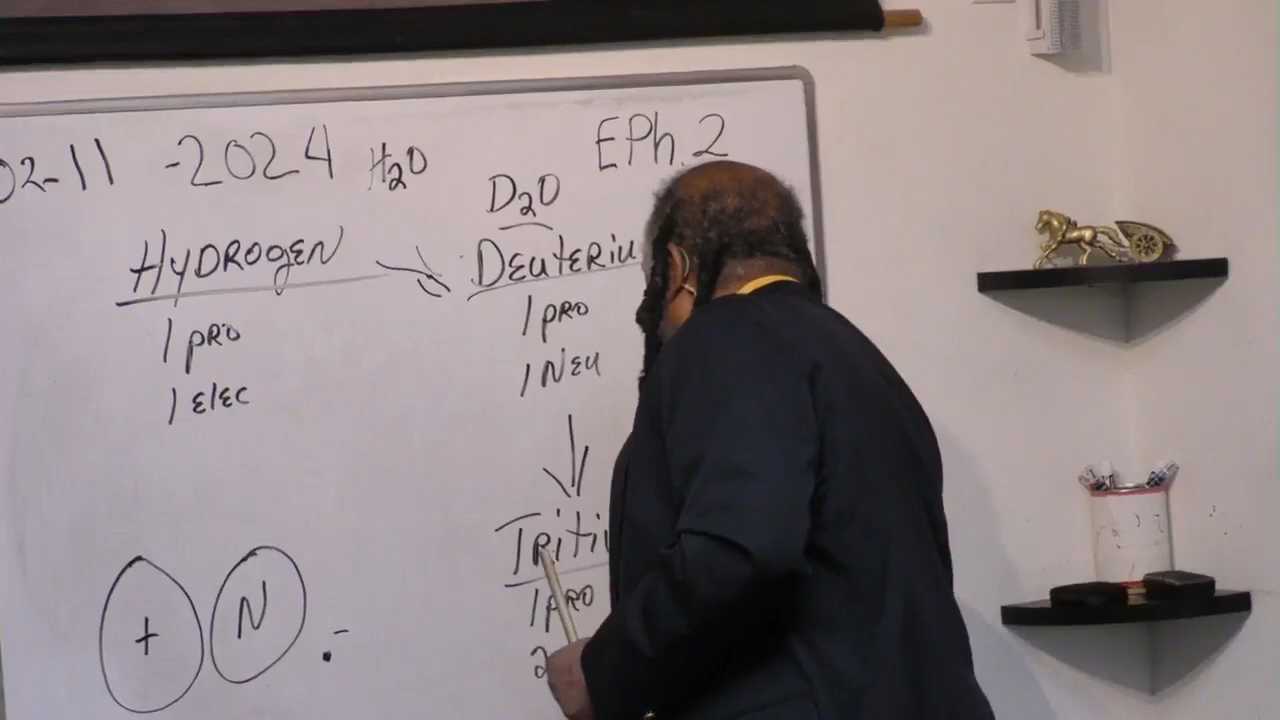 02-11 -2024 H2O
EPh.2
D2O
HyDROgEN
DEuteriu
1 pRO
1 ElEC
1 pRO
1 NEu
Triti
1 pRO
2
+
N
-